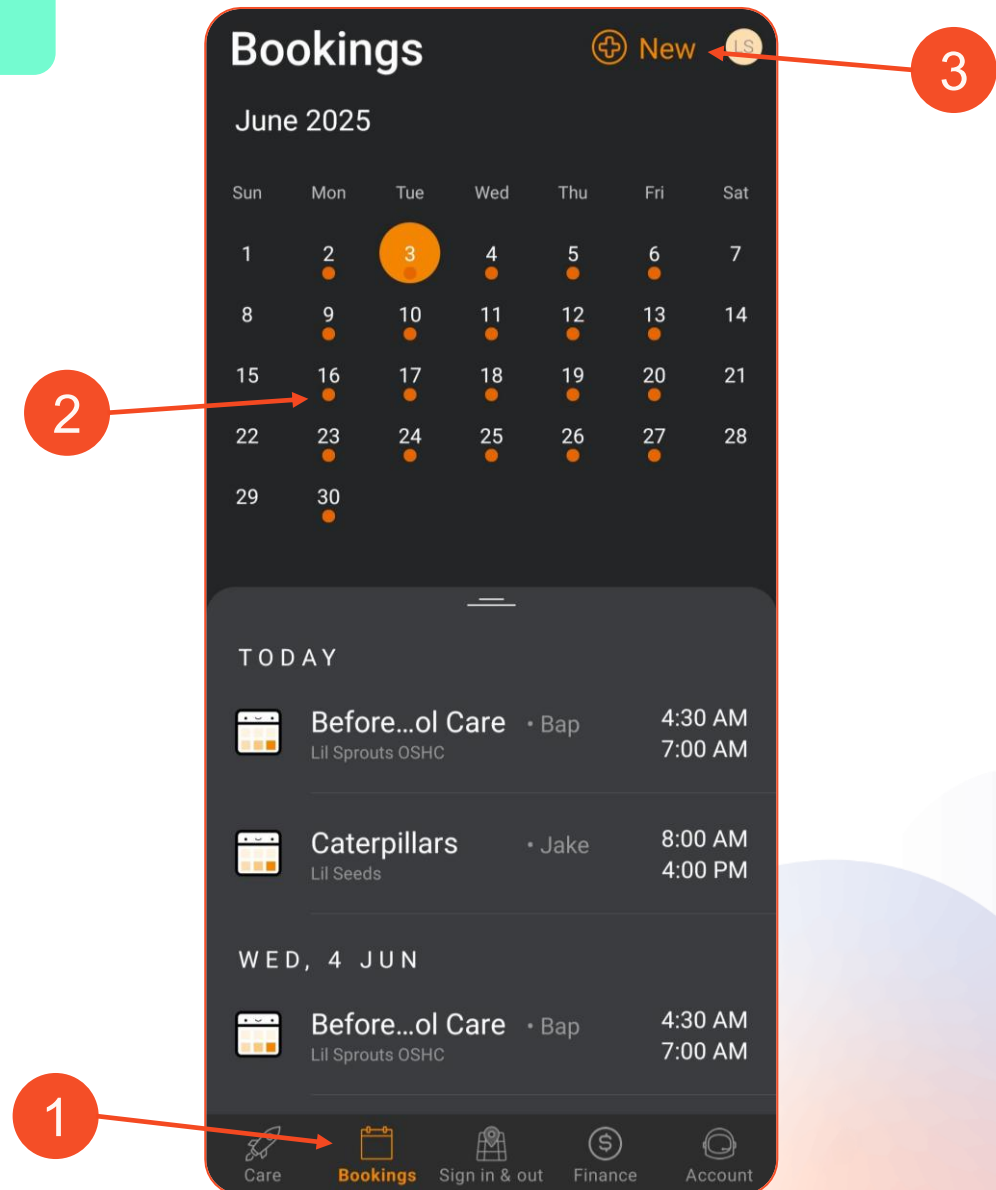 Bookings
New
LS
3
June 2025
Sun Mon Tue Wed Thu Fri Sat
1 2 3 4 5 6 7
8 9 10 11 12 13 14
15 16 17 18 19 20 21
2
22 23 24 25 26 27 28
29 30
TODAY
Before...ol Care • Bap 4:30 AM
Lil Sprouts OSHC 7:00 AM
Caterpillars • Jake 8:00 AM
Lil Seeds 4:00 PM
WED, 4 JUN
Before...ol Care • Bap 4:30 AM
Lil Sprouts OSHC 7:00 AM
1
Care Bookings Sign in & out Finance Account